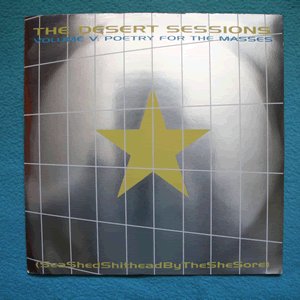 THE DESERT SESSIONS
VOLUME V: POETRY FOR THE MASSES
(SeaShedShitheadByTheSheSore)